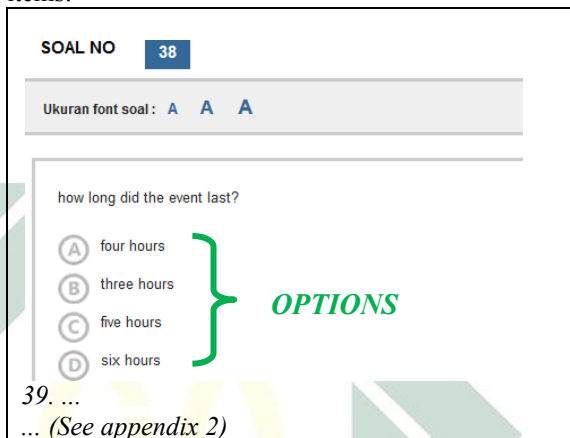 items.
SOAL NO 38
Ukuran font soal : A A A
how long did the event last?
A four hours
B three hours
C five hours
D six hours
OPTIONS
39. ...
... (See appendix 2)